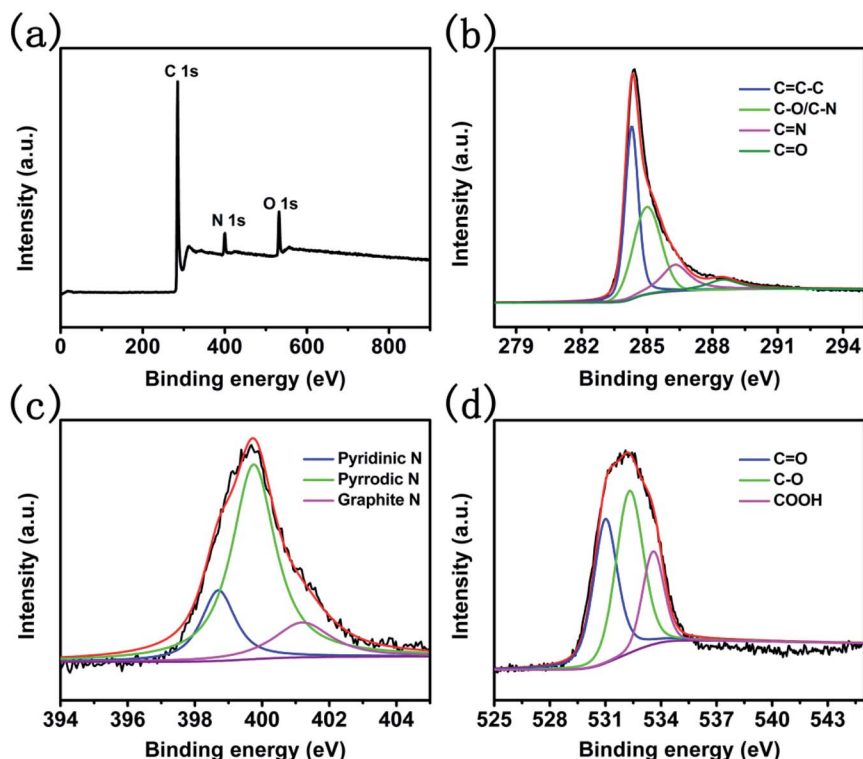 (a)
C 1s
N 1s
O 1s
Intensity (a.u.)
0 200 400 600 800
Binding energy (eV)
(b)
C=C-C
C-O/C-N
C=N
C=O
Intensity (a.u.)
279 282 285 288 291 294
Binding energy (eV)
(c)
Pyridinic N
Pyrrodic N
Graphite N
Intensity (a.u.)
394 396 398 400 402 404
Binding energy (eV)
(d)
C=O
C-O
COOH
Intensity (a.u.)
525 528 531 534 537 540 543
Binding energy (eV)